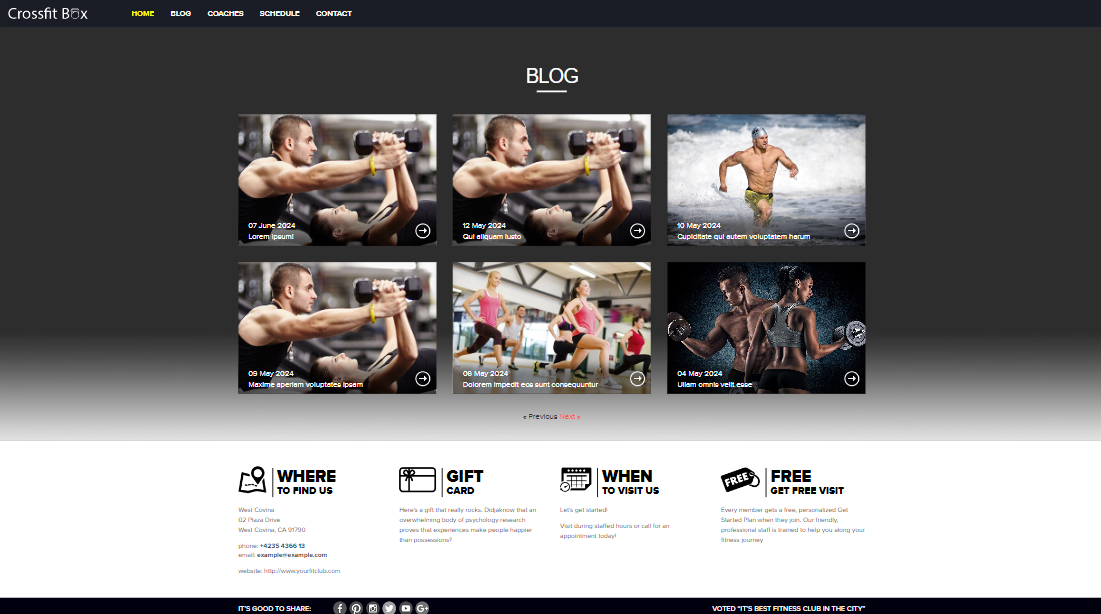 Crossfit Box
HOME BLOG COACHES SCHEDULE CONTACT
BLOG
07 June 2024
Lorem ipsum!
12 May 2024
Qui aliquam iusto
10 May 2024
Cupiditate qui autem voluptatem harum
09 May 2024
Maxime aperiam voluptates ipsam
06 May 2024
Dolorem impedit eos sunt consequuntur
04 May 2024
Ullam omnis velit esse
« Previous Next »
WHERE
TO FIND US
West Covina
02 Plaza Drive
West Covina, CA 91790
phone: +4235 4366 13
email: example@example.com
website: http://www.yourfitclub.com
GIFT
CARD
Here's a gift that really rocks. Didjaknow that an
overwhelming body of psychology research
proves that experiences make people happier
than possessions?
WHEN
TO VISIT US
Let's get started!
Visit during staffed hours or call for an
appointment today!
FREE
FREE
GET FREE VISIT
Every member gets a free, personalized Get
Started Plan when they join. Our friendly,
professional staff is trained to help you along your
fitness journey
IT'S GOOD TO SHARE:
VOTED "IT'S BEST FITNESS CLUB IN THE CITY"